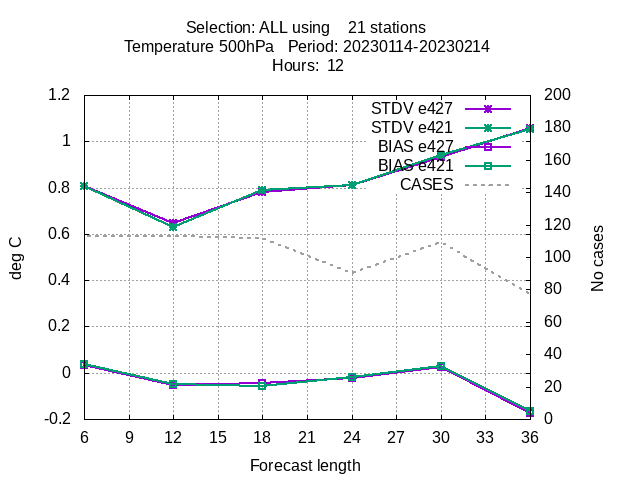 Selection: ALL using 21 stations
Temperature 500hPa Period: 20230114-20230214
Hours: 12
1.2
1
0.8
0.6
0.4
0.2
0
-0.2
deg C
STDV e427
STDV e421
BIAS e427
BIAS e421
CASES
200
180
160
140
120
100
80
60
40
20
0
No cases
6 9 12 15 18 21 24 27 30 33 36
Forecast length